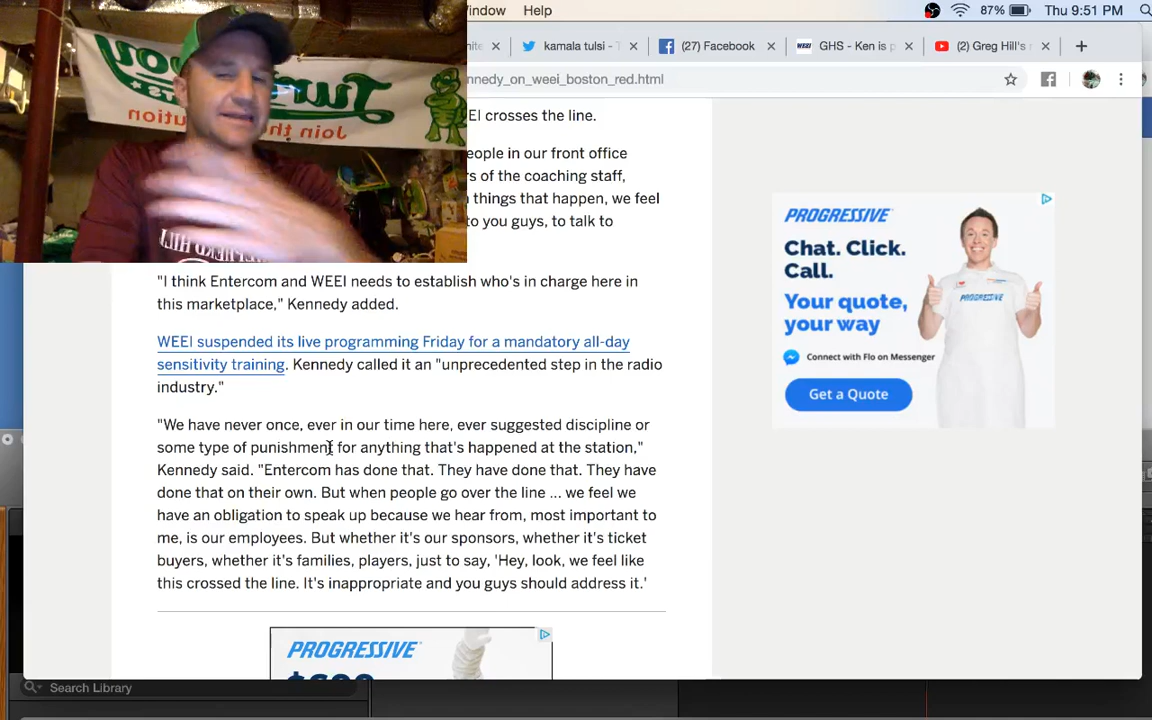 indow Help
87% Thu 9:51 PM
kamala tulsi - (27) Facebook GHS - Ken is p (2) Greg Hill's
nnedy_on_weei_boston_red.html
EI crosses the line.
eople in our front office
rs of the coaching staff,
n things that happen, we feel
to you guys, to talk to
"I think Entercom and WEEI needs to establish who's in charge here in
this marketplace," Kennedy added.
WEEI suspended its live programming Friday for a mandatory all-day
sensitivity training. Kennedy called it an "unprecedented step in the radio
industry."
"We have never once, ever in our time here, ever suggested discipline or
some type of punishment for anything that's happened at the station,"
Kennedy said. "Entercom has done that. They have done that. They have
done that on their own. But when people go over the line ... we feel we
have an obligation to speak up because we hear from, most important to
me, is our employees. But whether it's our sponsors, whether it's ticket
buyers, whether it's families, players, just to say, 'Hey, look, we feel like
this crossed the line. It's inappropriate and you guys should address it.'
PROGRESSIVE
Chat. Click.
Call.
Your quote,
your way
Connect with Flo on Messenger
Get a Quote
PROGRESSIVE
PROGRESSIVE
Search Library